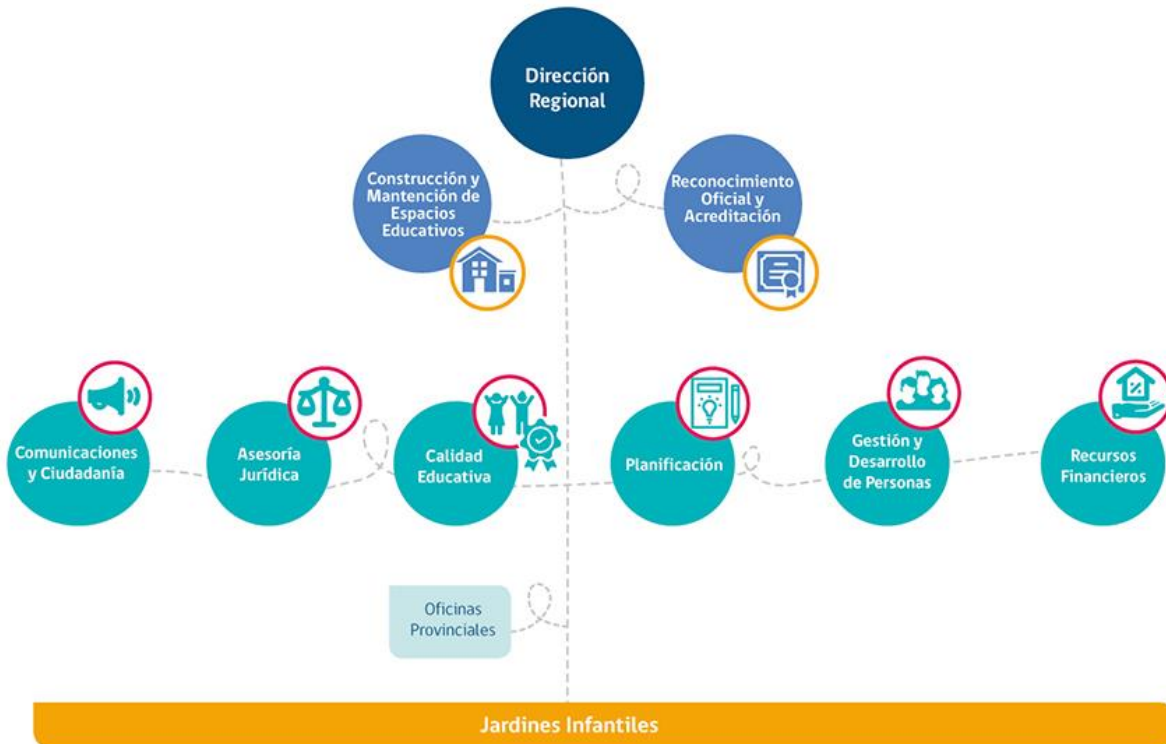 Dirección
Regional
Construcción y
Mantención de
Espacios
Educativos
Reconocimiento
Oficial y
Acreditación
Comunicaciones
y Ciudadanía
Asesoría
Jurídica
Calidad
Educativa
Planificación
Gestión y
Desarrollo
de Personas
Recursos
Financieros
Oficinas
Provinciales
Jardines Infantiles